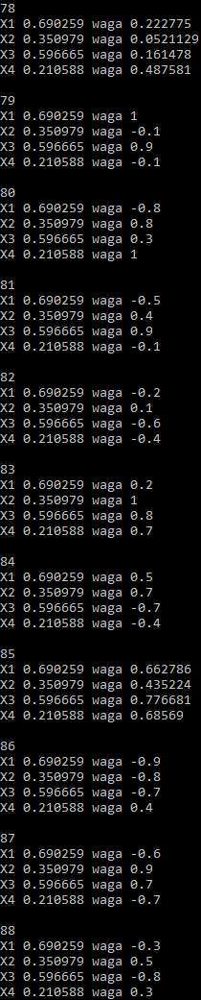 78
X1 0.690259 waga 0.222775
X2 0.350979 waga 0.0521129
X3 0.596665 waga 0.161478
X4 0.210588 waga 0.487581

79
X1 0.690259 waga 1
X2 0.350979 waga -0.1
X3 0.596665 waga 0.9
X4 0.210588 waga -0.1

80
X1 0.690259 waga -0.8
X2 0.350979 waga 0.8
X3 0.596665 waga 0.3
X4 0.210588 waga 1

81
X1 0.690259 waga -0.5
X2 0.350979 waga 0.4
X3 0.596665 waga 0.9
X4 0.210588 waga -0.1

82
X1 0.690259 waga -0.2
X2 0.350979 waga 0.1
X3 0.596665 waga -0.6
X4 0.210588 waga -0.4

83
X1 0.690259 waga 0.2
X2 0.350979 waga 1
X3 0.596665 waga 0.8
X4 0.210588 waga 0.7

84
X1 0.690259 waga 0.5
X2 0.350979 waga 0.7
X3 0.596665 waga -0.7
X4 0.210588 waga -0.4

85
X1 0.690259 waga 0.662786
X2 0.350979 waga 0.435224
X3 0.596665 waga 0.776681
X4 0.210588 waga 0.68569

86
X1 0.690259 waga -0.9
X2 0.350979 waga -0.8
X3 0.596665 waga -0.7
X4 0.210588 waga 0.4

87
X1 0.690259 waga -0.6
X2 0.350979 waga 0.9
X3 0.596665 waga 0.7
X4 0.210588 waga -0.7

88
X1 0.690259 waga -0.3
X2 0.350979 waga 0.5
X3 0.596665 waga -0.8
X4 0.210588 waga 0.3